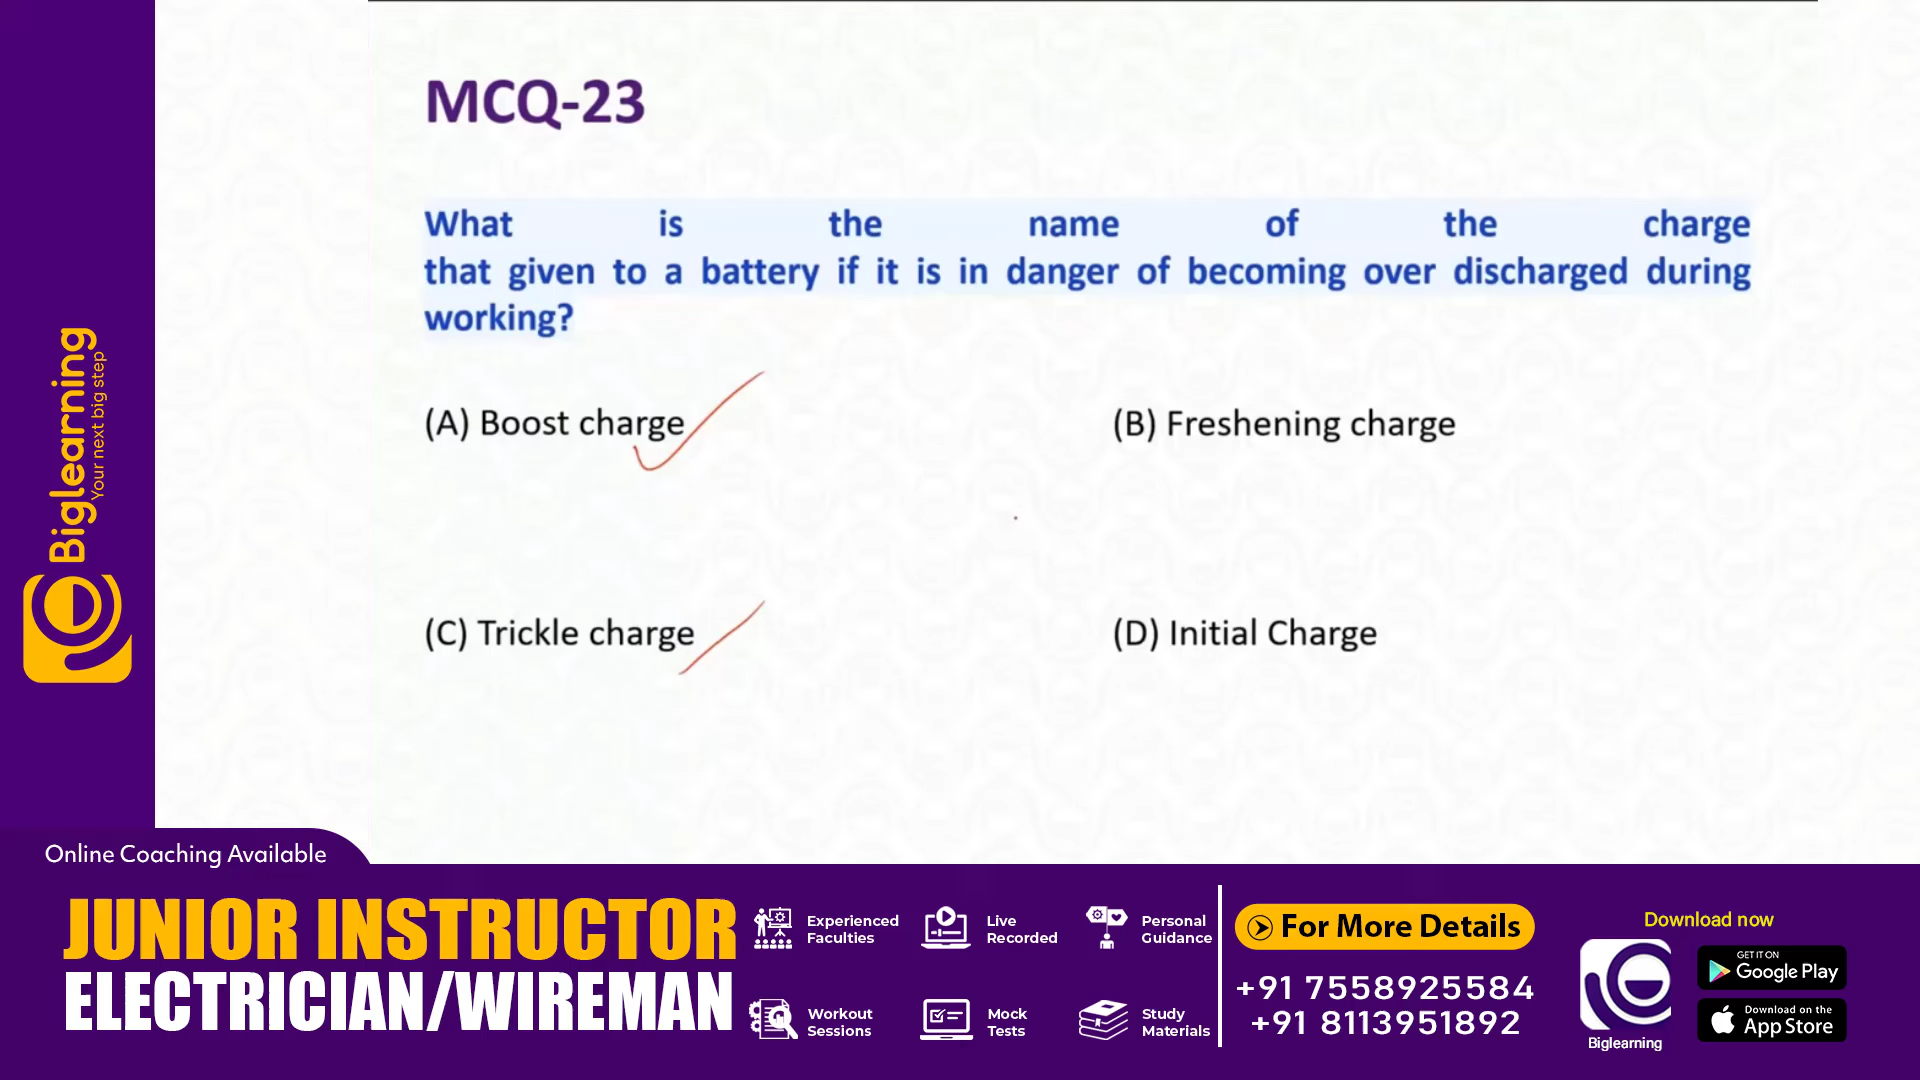 MCQ-23
What is the name of the charge
that given to a battery if it is in danger of becoming over discharged during
working?
(A) Boost charge
(B) Freshening charge
(C) Trickle charge
(D) Initial Charge
Biglearning
Your next big step
Online Coaching Available
JUNIOR INSTRUCTOR
ELECTRICIAN/WIREMAN
Experienced
Faculties
Live
Recorded
Personal
Guidance
Workout
Sessions
Mock
Tests
Study
Materials
For More Details
+91 7558925584
+91 8113951892
Download now
Biglearning
GET IT ON
Google Play
Download on the
App Store